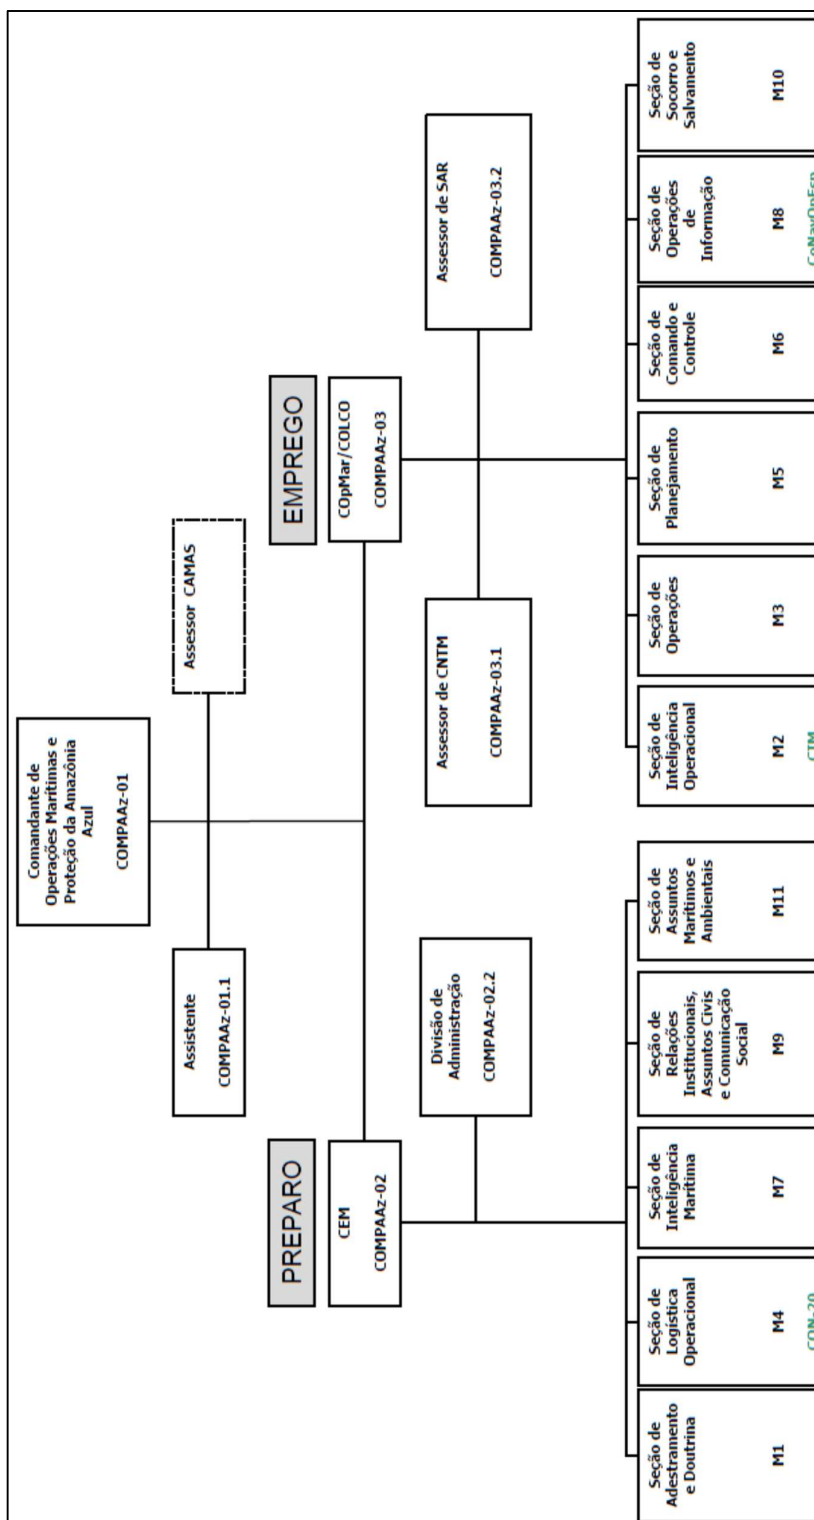 Comandante de
Operações Marítimas e
Proteção da Amazônia
Azul
COMPAAz-01
Assistente
COMPAAz-01.1
Assessor CAMAS
PREPARO
EMPREGO
CEM
COMPAAz-02
COpMar/COLCO
COMPAAz-03
Divisão de
Administração
COMPAAz-02.2
Assessor de CNTM
COMPAAz-03.1
Assessor de SAR
COMPAAz-03.2
Seção de
Adestramento
e Doutrina
M1
Seção de
Logística
Operacional
M4
CON-20
Seção de
Inteligência
Marítima
M7
Seção de
Relações
Institucionais,
Assuntos Civis
e Comunicação
Social
M9
Seção de
Assuntos
Marítimos e
Ambientais
M11
Seção de
Inteligência
Operacional
M2
CIM
Seção de
Operações
M3
Seção de
Planejamento
M5
Seção de
Comando e
Controle
M6
Seção de
Operações
de
Informação
M8
CoNavOpEsp
Seção de
Socorro e
Salvamento
M10